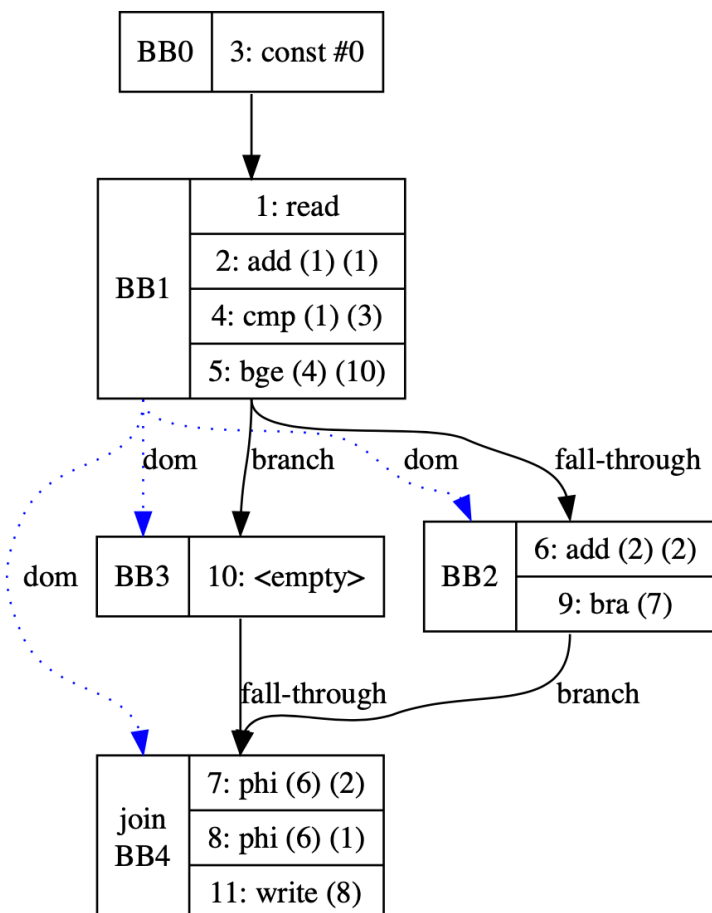 BB0
3: const #0
BB1
1: read
2: add (1) (1)
4: cmp (1) (3)
5: bge (4) (10)
dom
branch
dom
fall-through
dom
BB3
10: <empty>
BB2
6: add (2) (2)
9: bra (7)
fall-through
branch
join
BB4
7: phi (6) (2)
8: phi (6) (1)
11: write (8)